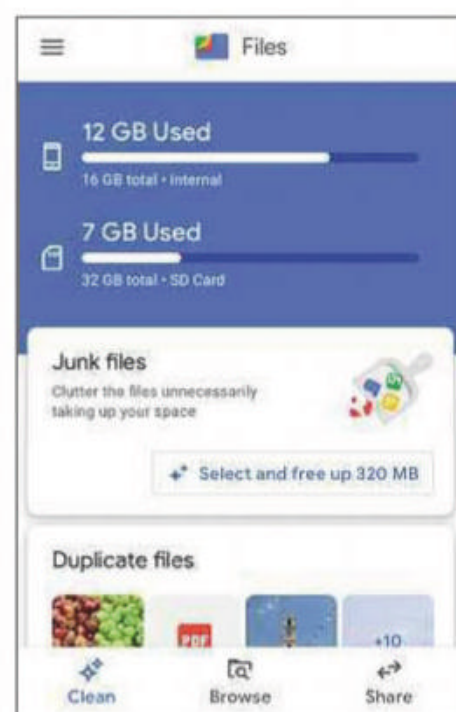 Files
12 GB Used
16 GB total • Internal
7 GB Used
32 GB total • SD Card
Junk files
Clutter the files unnecessarily
taking up your space
Select and free up 320 MB
Duplicate files
PDF
+10
Clean
Browse
Share